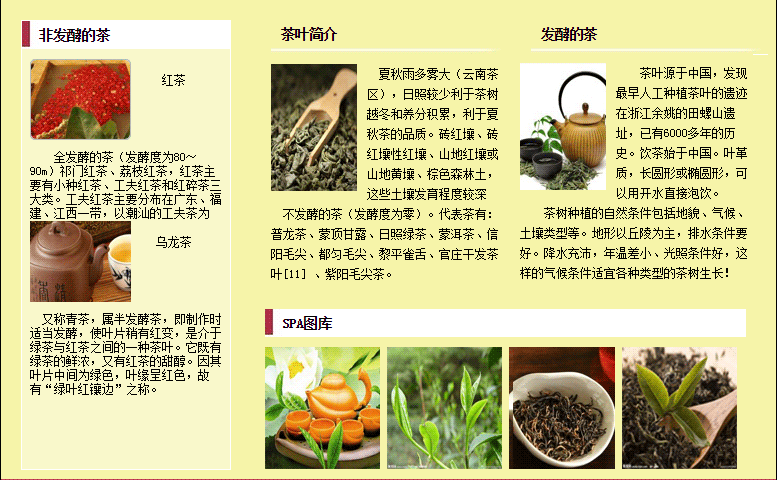 非发酵的茶
红茶
全发酵的茶（发酵度为80～
90m）祁门红茶、荔枝红茶，红茶主
要有小种红茶、工夫红茶和红碎茶三
大类。工夫红茶主要分布在广东、福
建、江西一带，以潮汕的工夫茶为
乌龙茶
又称青茶，属半发酵茶，即制作时
适当发酵，使叶片稍有红变，是介于
绿茶与红茶之间的一种茶叶。它既有
绿茶的鲜浓，又有红茶的甜醇。因其
叶片中间为绿色，叶缘呈红色，故
有“绿叶红镶边”之称。
茶叶简介
夏秋雨多雾大（云南茶
区），日照较少利于茶树
越冬和养分积累，利于夏
秋茶的品质。砖红壤、砖
红壤性红壤、山地红壤或
山地黄壤、棕色森林土，
这些土壤发育程度较深
不发酵的茶（发酵度为零）。代表茶有：
普龙茶、蒙顶甘露、日照绿茶、蒙洱茶、信
阳毛尖、都匀毛尖、黎平雀舌、官庄干发茶
叶[11] 、紫阳毛尖茶。
发酵的茶
茶叶源于中国，发现
最早人工种植茶叶的遗迹
在浙江余姚的田螺山遗
址，已有6000多年的历
史。饮茶始于中国。叶革
质，长圆形或椭圆形，可
以用开水直接泡饮。
茶树种植的自然条件包括地貌、气候、
土壤类型等。地形以丘陵为主，排水条件要
好。降水充沛，年温差小、光照条件好，这
样的气候条件适宜各种类型的茶树生长！
SPA图库